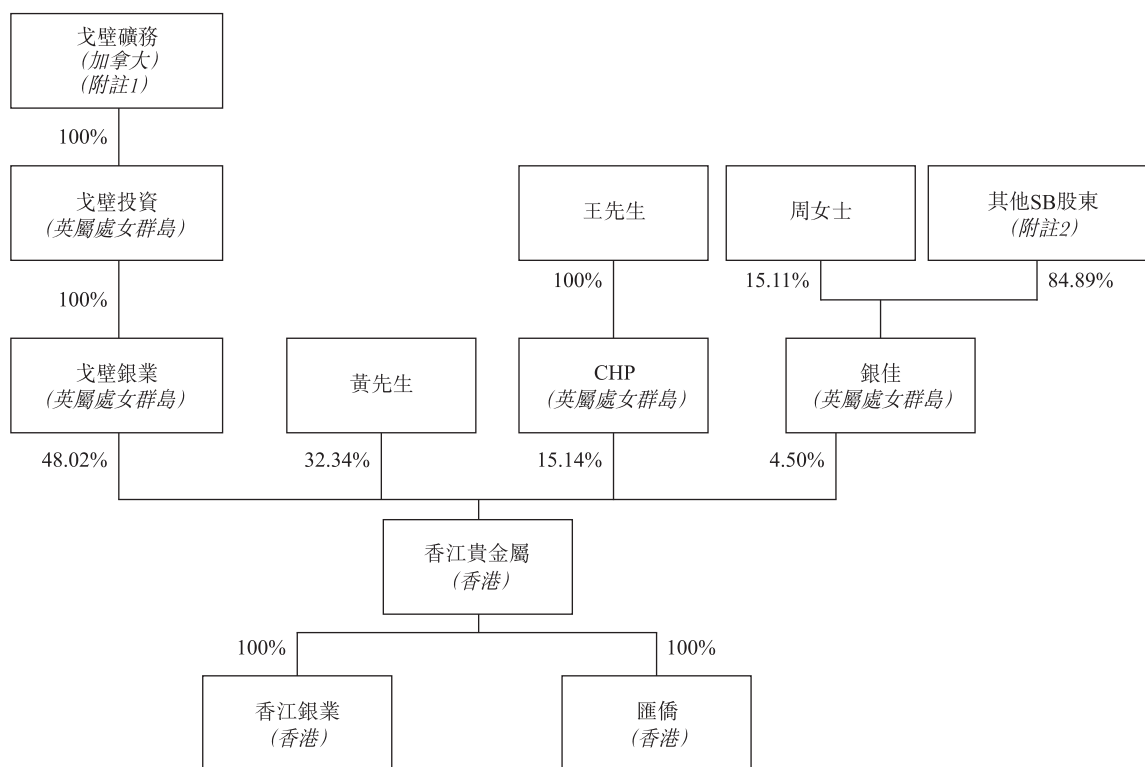 戈壁礦務
(加拿大)
(附註1)
100%
戈壁投資
(英屬處女群島)
王先生
周女士
其他SB股東
(附註2)
100%
100%
15.11%
84.89%
戈壁銀業
(英屬處女群島)
黃先生
CHP
(英屬處女群島)
銀佳
(英屬處女群島)
48.02%
32.34%
15.14%
4.50%
香江貴金屬
(香港)
100%
100%
香江銀業
(香港)
匯僑
(香港)